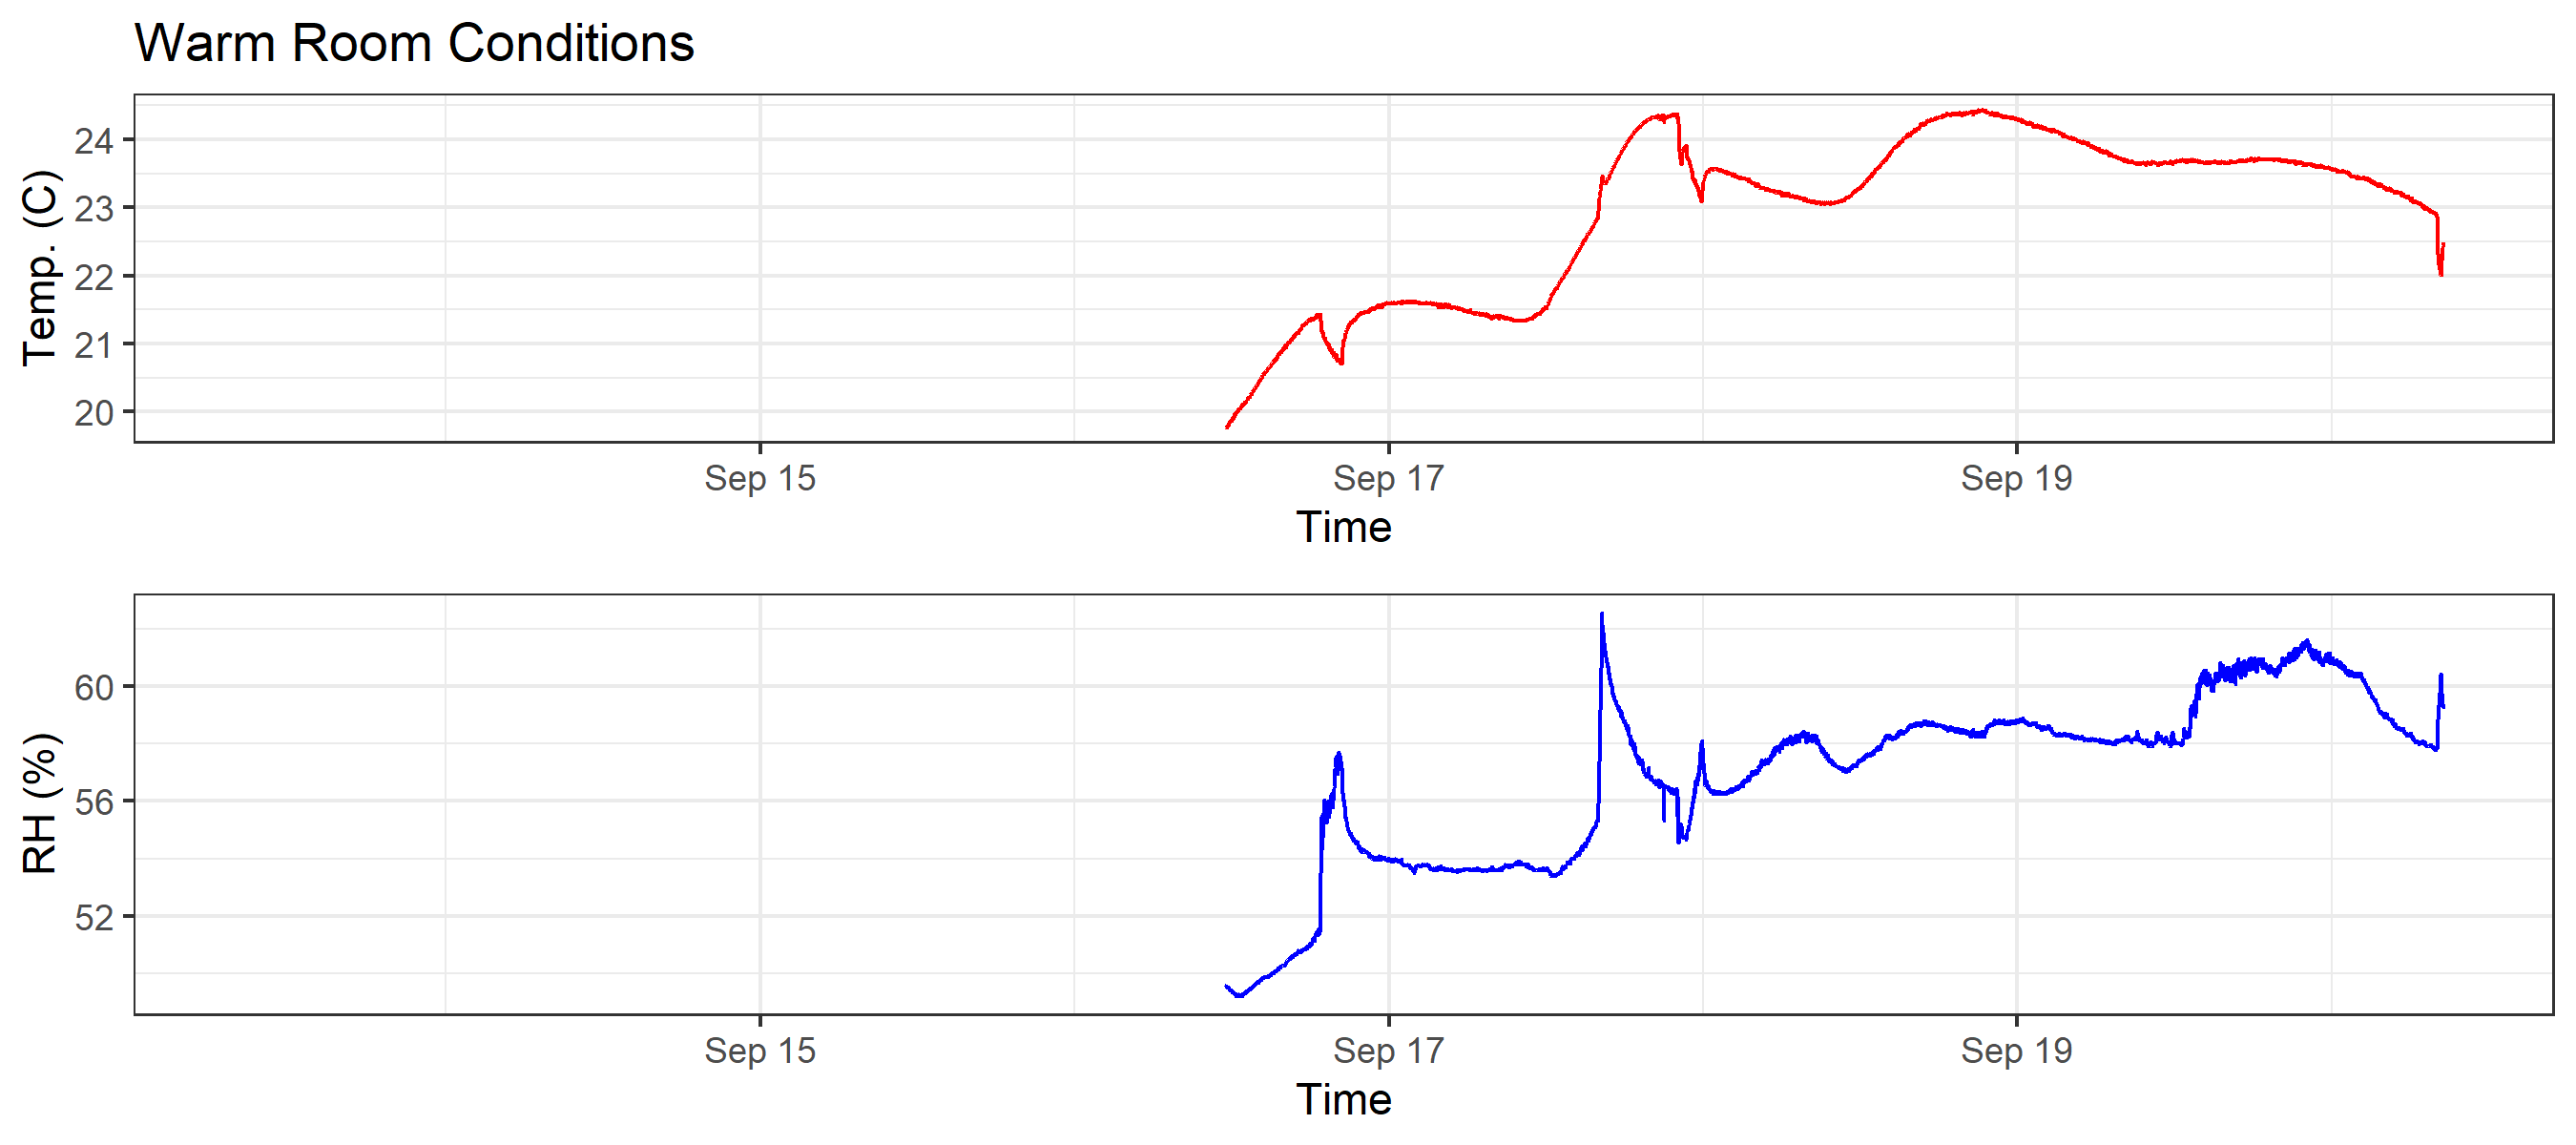 Warm Room Conditions
Temp. (C)
24
23
22
21
20
Sep 15 Sep 17 Sep 19
Time
RH (%)
60
56
52
Sep 15 Sep 17 Sep 19
Time